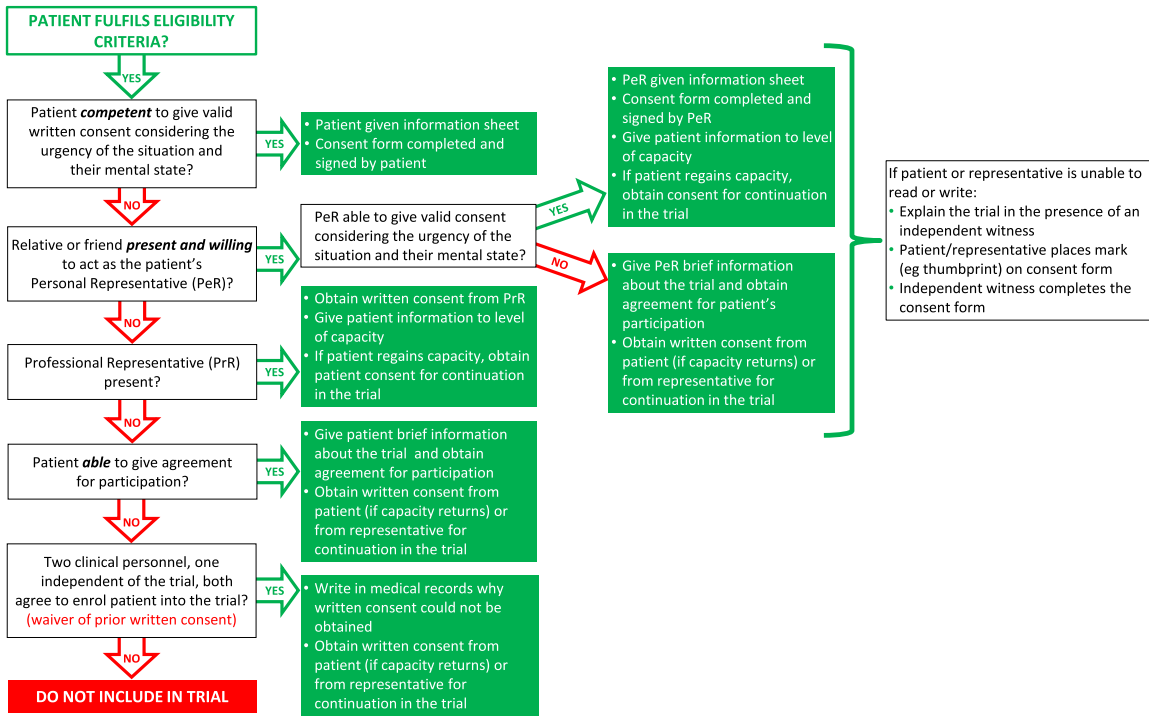 PATIENT FULFILS ELIGIBILITY
CRITERIA?
YES
Patient competent to give valid
written consent considering the
urgency of the situation and
their mental state?
YES
• Patient given information sheet
• Consent form completed and
signed by patient
NO
Relative or friend present and willing
to act as the patient's
Personal Representative (PeR)?
YES
PeR able to give valid consent
considering the urgency of the
situation and their mental state?
YES
• PeR given information sheet
• Consent form completed and
signed by PeR
• Give patient information to level
of capacity
• If patient regains capacity,
obtain consent for continuation
in the trial
NO
• Give PeR brief information
about the trial and obtain
agreement for patient's
participation
• Obtain written consent from
patient (if capacity returns) or
from representative for
continuation in the trial
If patient or representative is unable to
read or write:
• Explain the trial in the presence of an
independent witness
• Patient/representative places mark
(eg thumbprint) on consent form
• Independent witness completes the
consent form
NO
Professional Representative (PrR)
present?
YES
• Obtain written consent from PrR
• Give patient information to level
of capacity
• If patient regains capacity, obtain
patient consent for continuation
in the trial
NO
Patient able to give agreement
for participation?
YES
• Give patient brief information
about the trial and obtain
agreement for participation
• Obtain written consent from
patient (if capacity returns) or
from representative for
continuation in the trial
NO
Two clinical personnel, one
independent of the trial, both
agree to enrol patient into the trial?
(waiver of prior written consent)
YES
• Write in medical records why
written consent could not be
obtained
• Obtain written consent from
patient (if capacity returns) or
from representative for
continuation in the trial
NO
DO NOT INCLUDE IN TRIAL